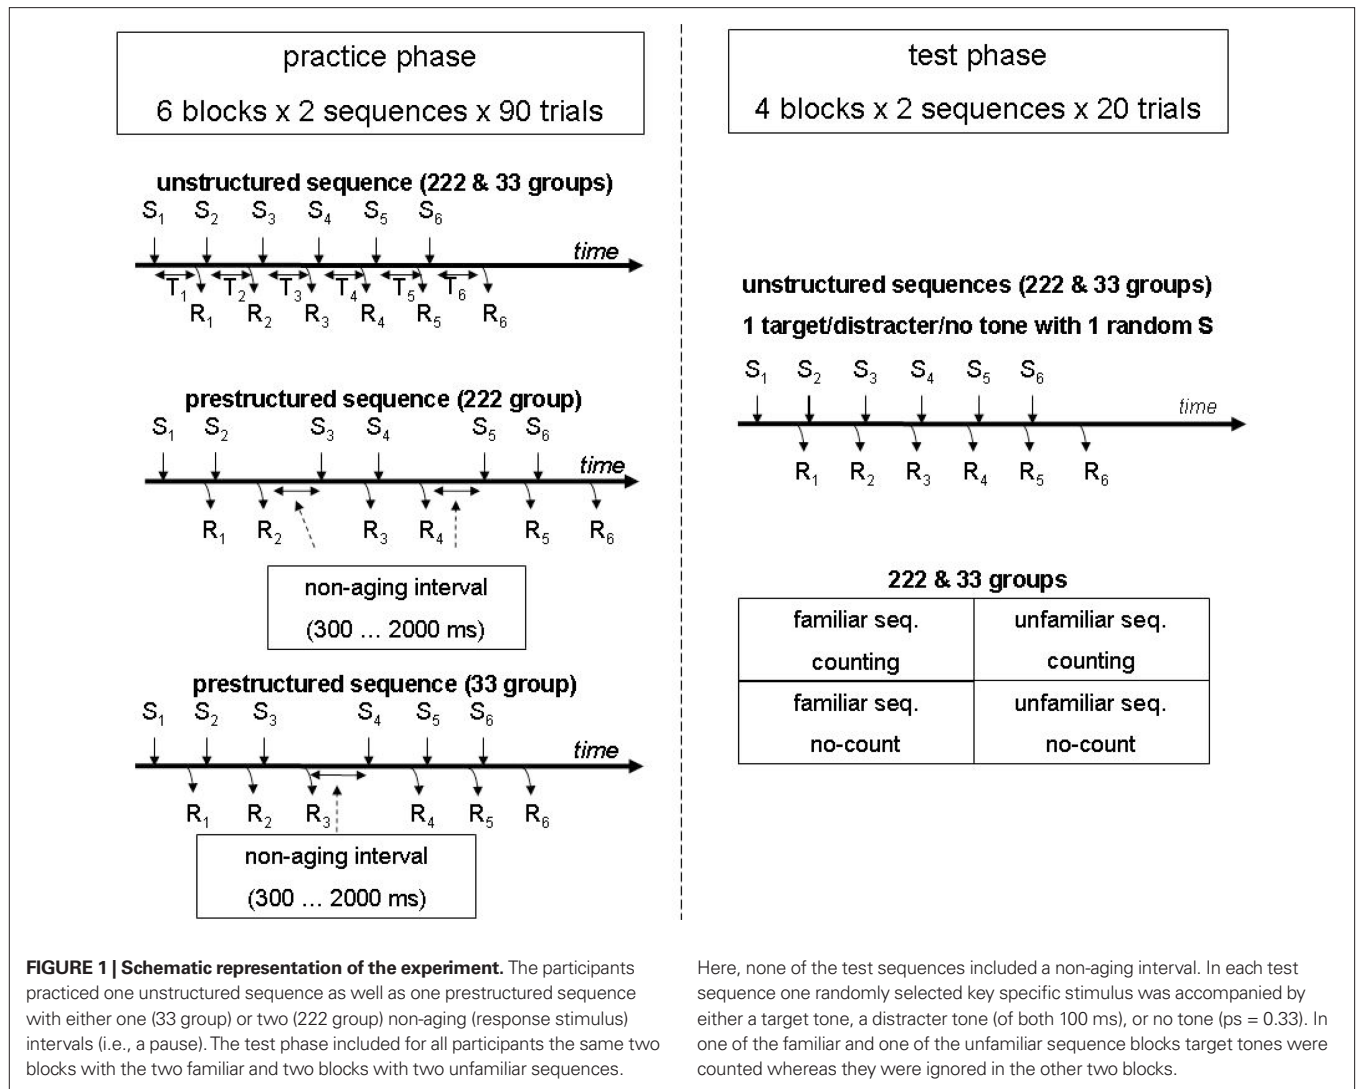 practice phase
6 blocks x 2 sequences x 90 trials
unstructured sequence (222 & 33 groups)
S1 S2 S3 S4 S5 S6
time
T1 T2 T3 T4 T5 T6
R1 R2 R3 R4 R5 R6
prestructured sequence (222 group)
S1 S2 S3 S4 S5 S6
time
R1 R2 R3 R4 R5 R6
non-aging interval
(300 ... 2000 ms)
prestructured sequence (33 group)
S1 S2 S3 S4 S5 S6
time
R1 R2 R3 R4 R5 R6
non-aging interval
(300 ... 2000 ms)
test phase
4 blocks x 2 sequences x 20 trials
unstructured sequences (222 & 33 groups)
1 target/distracter/no tone with 1 random S
S1 S2 S3 S4 S5 S6
time
R1 R2 R3 R4 R5 R6
222 & 33 groups
familiar seq. unfamiliar seq.
counting counting
familiar seq. unfamiliar seq.
no-count no-count
FIGURE 1 | Schematic representation of the experiment. The participants
practiced one unstructured sequence as well as one prestructured sequence
with either one (33 group) or two (222 group) non-aging (response stimulus)
intervals (i.e., a pause). The test phase included for all participants the same two
blocks with the two familiar and two blocks with two unfamiliar sequences.
Here, none of the test sequences included a non-aging interval. In each test
sequence one randomly selected key specific stimulus was accompanied by
either a target tone, a distracter tone (of both 100 ms), or no tone (ps = 0.33). In
one of the familiar and one of the unfamiliar sequence blocks target tones were
counted whereas they were ignored in the other two blocks.